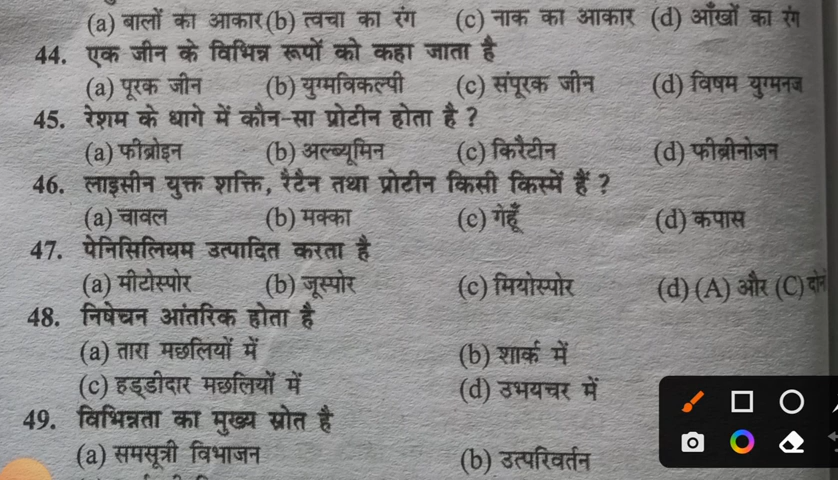 (a) बालों का आकार (b) त्वचा का रंग (c) नाक का आकार (d) आँखों का रंग
44. एक जीन के विभिन्न रूपों को कहा जाता है
(a) पूरक जीन (b) युग्मविकल्पी (c) संपूरक जीन (d) विषम युग्मनज
45. रेशम के धागे में कौन-सा प्रोटीन होता है ?
(a) फीब्रोइन (b) अल्ब्यूमिन (c) किरैटीन (d) फीब्रीनोजन
46. लाइसीन युक्त शक्ति, रैटैन तथा प्रोटीन किसी किस्में हैं ?
(a) चावल (b) मक्का (c) गेहूँ (d) कपास
47. पेनिसिलियम उत्पादित करता है
(a) मीटोस्पोर (b) जूस्पोर (c) मियोस्पोर (d) (A) और (C) दोनों
48. निषेचन आंतरिक होता है
(a) तारा मछलियों में (b) शार्क में
(c) हड्डीदार मछलियों में (d) उभयचर में
49. विभिन्नता का मुख्य स्रोत है
(a) समसूत्री विभाजन (b) उत्परिवर्तन